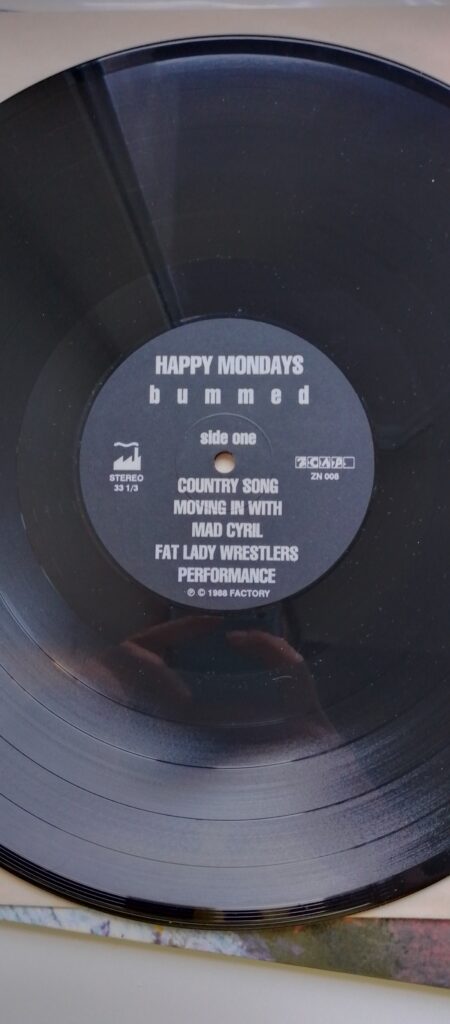 HAPPY MONDAYS
bummed
side one
STEREO
33 1/3
ZN 008
COUNTRY SONG
MOVING IN WITH
MAD CYRIL
FAT LADY WRESTLERS
PERFORMANCE
℗ © 1988 FACTORY